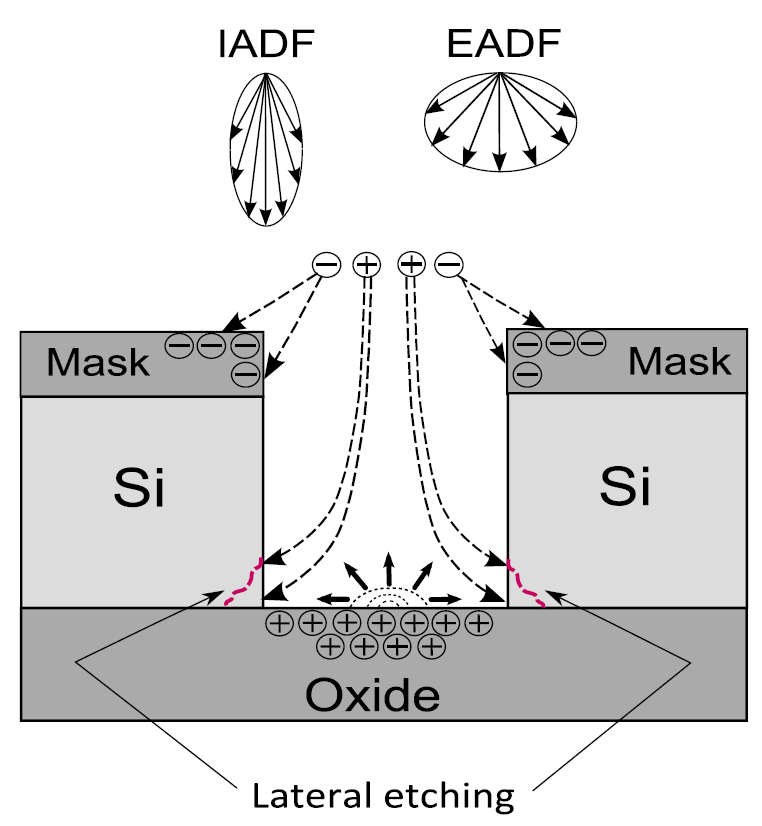 IADF EADF
Mask Mask
Si Si
Oxide
Lateral etching